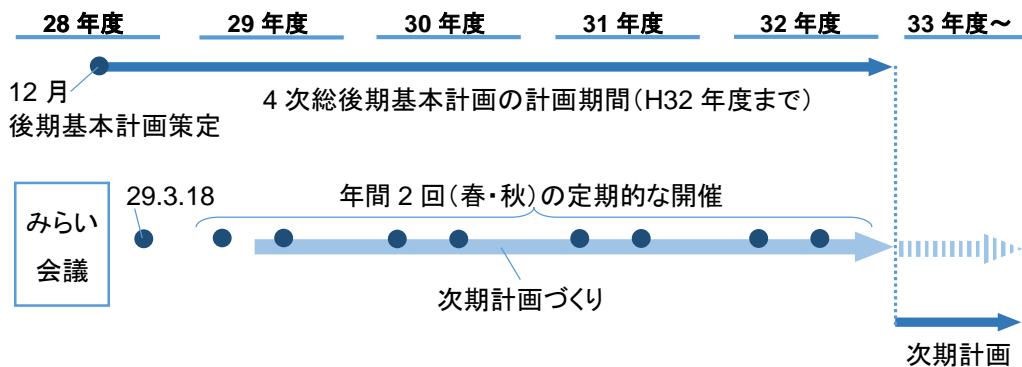 28 年度 29 年度 30 年度 31 年度 32 年度 33 年度～
12 月
後期基本計画策定
4 次総後期基本計画の計画期間（H32 年度まで）
みらい
会議
29.3.18
年間 2 回（春・秋）の定期的な開催
次期計画づくり
次期計画